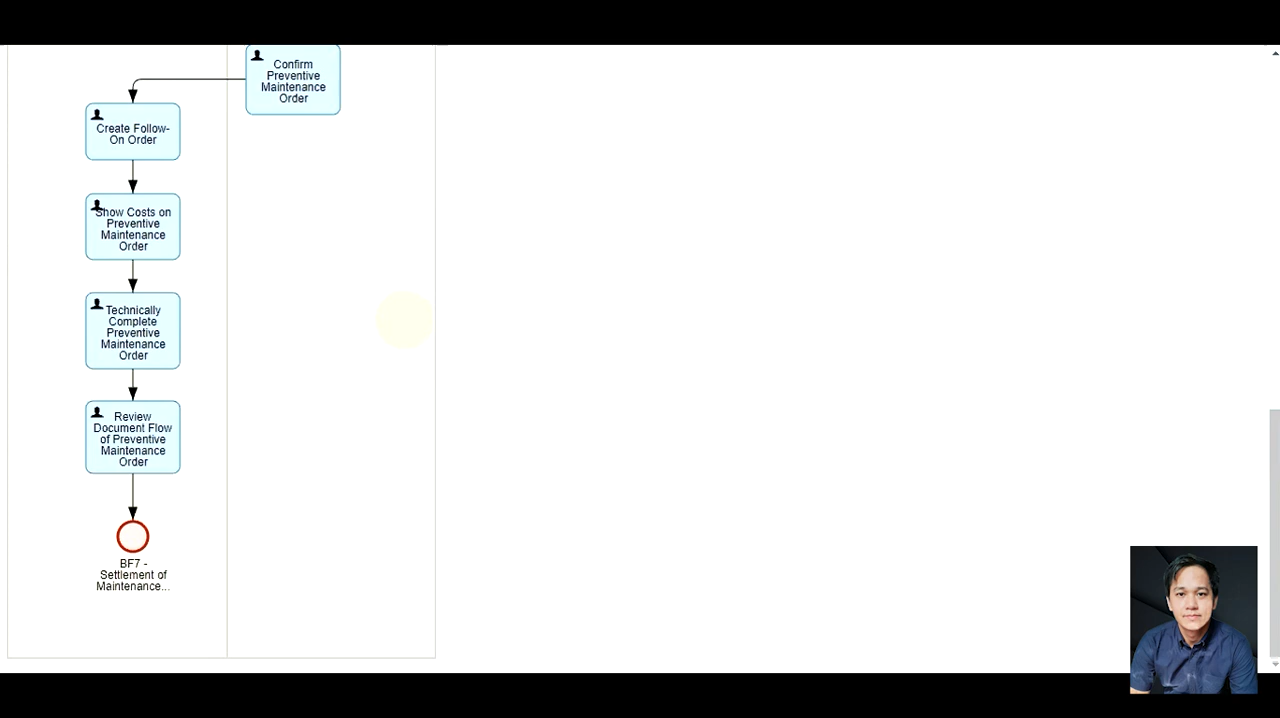 Confirm
Preventive
Maintenance
Order
Create Follow-
On Order
Show Costs on
Preventive
Maintenance
Order
Technically
Complete
Preventive
Maintenance
Order
Review
Document Flow
of Preventive
Maintenance
Order
BF7 -
Settlement of
Maintenance...